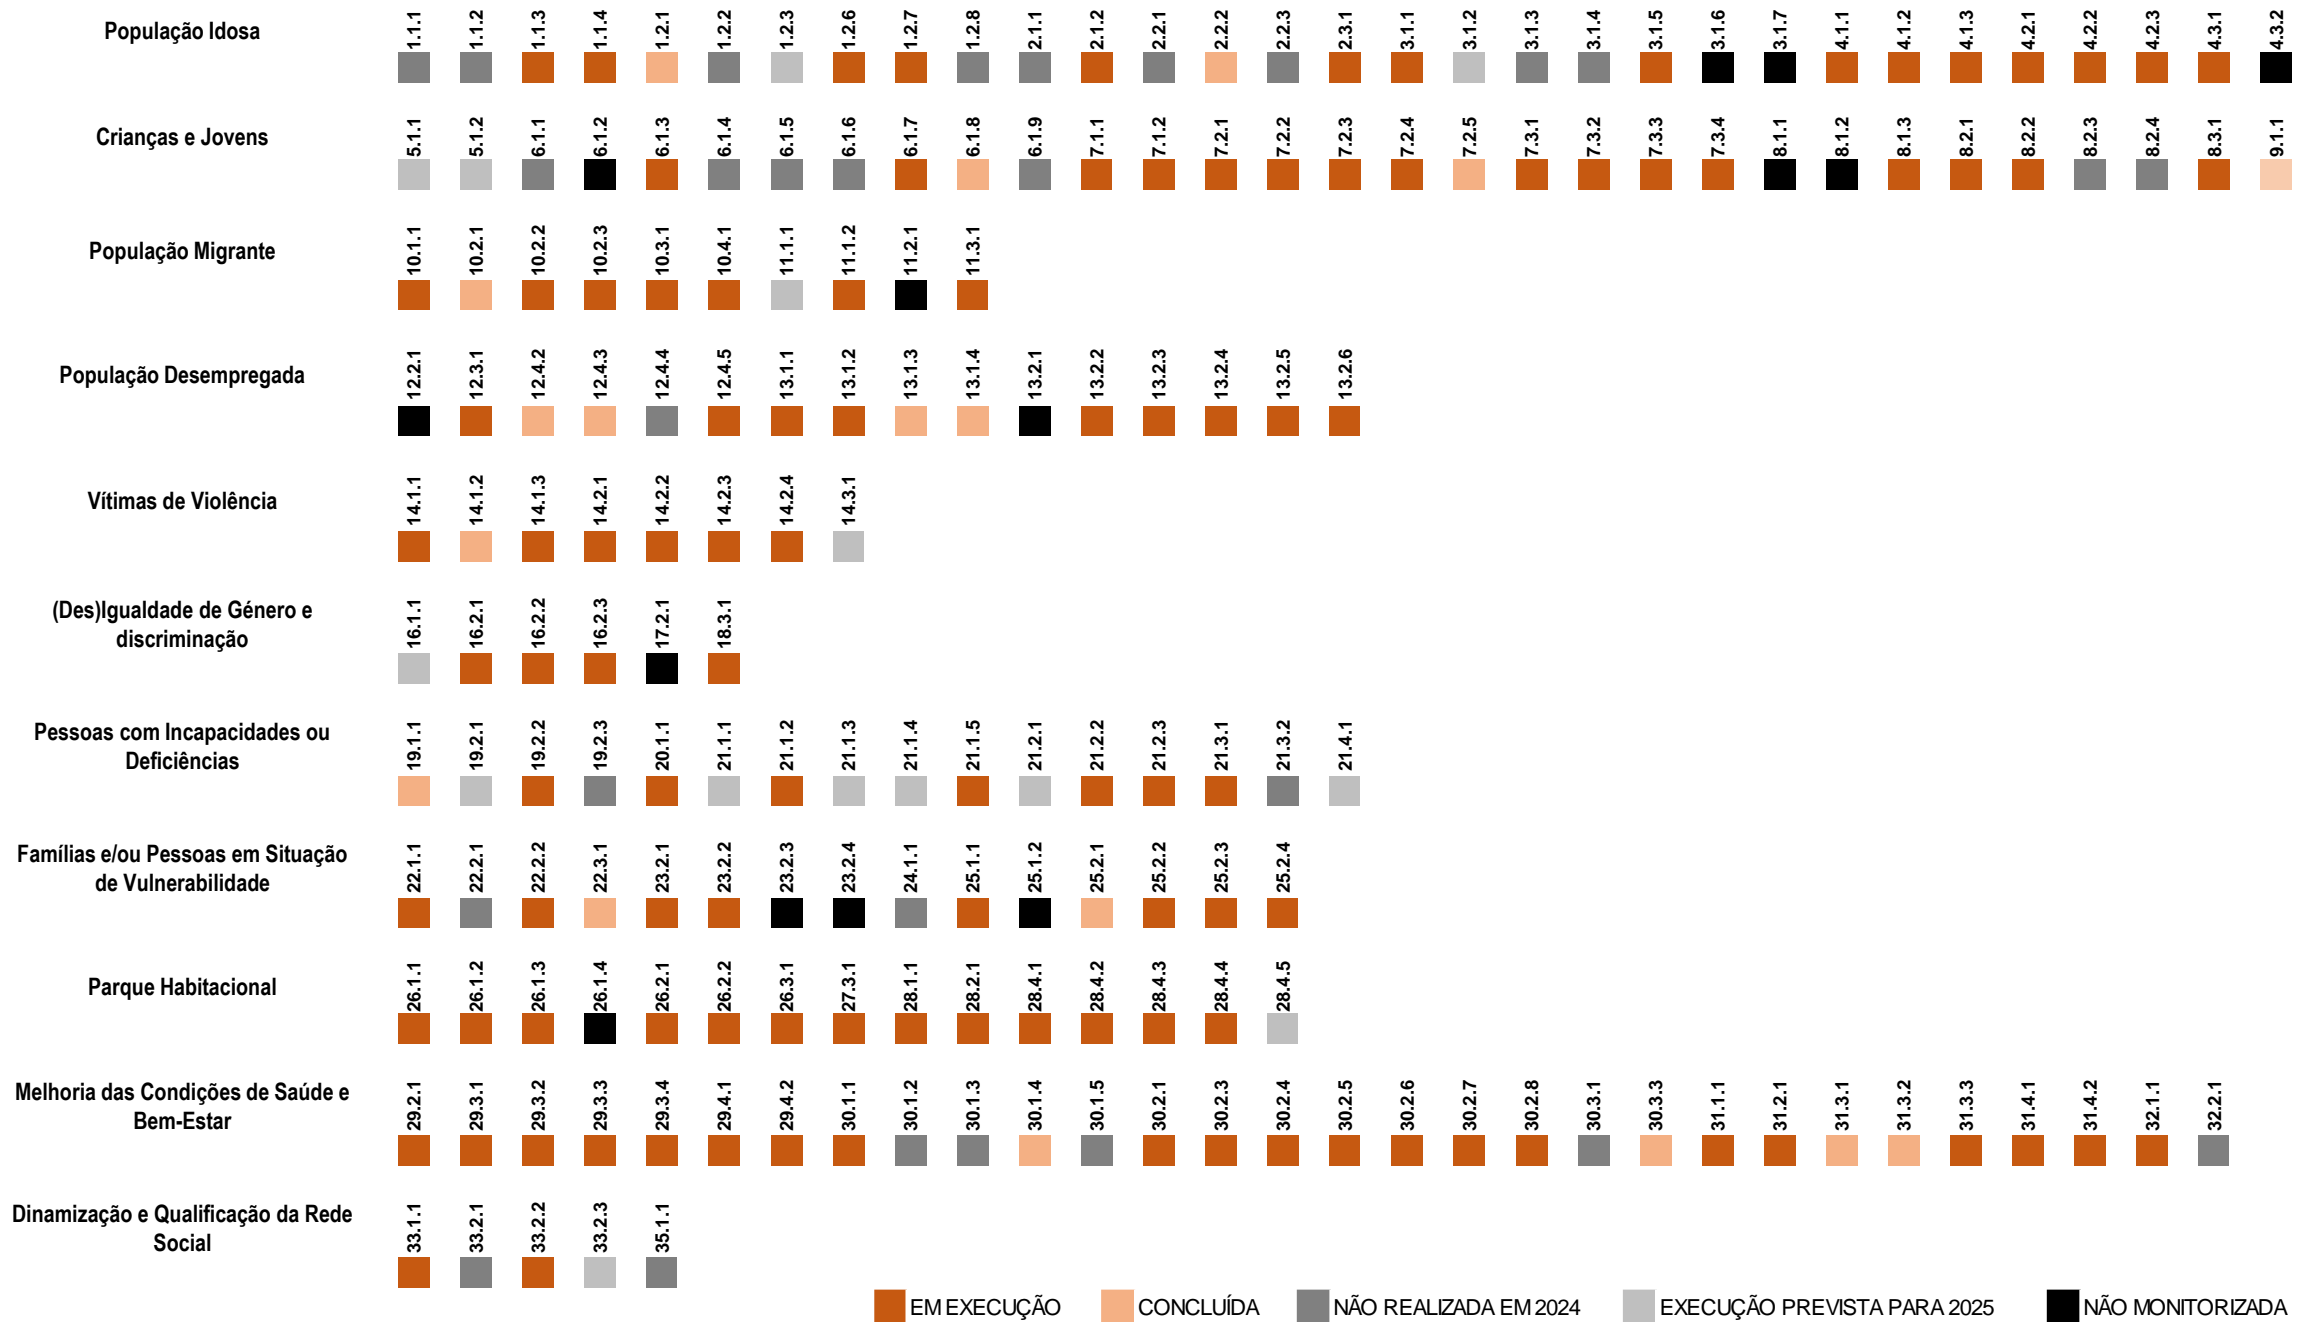 População Idosa
1.1.1 1.1.2 1.1.3 1.1.4 1.2.1 1.2.2 1.2.3 1.2.6 1.2.7 1.2.8 2.1.1 2.1.2 2.2.1 2.2.2 2.2.3 2.3.1 3.1.1 3.1.2 3.1.3 3.1.4 3.1.5 3.1.6 3.1.7 4.1.1 4.1.2 4.1.3 4.2.1 4.2.2 4.2.3 4.3.1 4.3.2
Crianças e Jovens
5.1.1 5.1.2 6.1.1 6.1.2 6.1.3 6.1.4 6.1.5 6.1.6 6.1.7 6.1.8 6.1.9 7.1.1 7.1.2 7.2.1 7.2.2 7.2.3 7.2.4 7.2.5 7.3.1 7.3.2 7.3.3 7.3.4 8.1.1 8.1.2 8.1.3 8.2.1 8.2.2 8.2.3 8.2.4 8.3.1 9.1.1
População Migrante
10.1.1 10.2.1 10.2.2 10.2.3 10.3.1 10.4.1 11.1.1 11.1.2 11.2.1 11.3.1
População Desempregada
12.2.1 12.3.1 12.4.2 12.4.3 12.4.4 12.4.5 13.1.1 13.1.2 13.1.3 13.1.4 13.2.1 13.2.2 13.2.3 13.2.4 13.2.5 13.2.6
Vítimas de Violência
14.1.1 14.1.2 14.1.3 14.2.1 14.2.2 14.2.3 14.2.4 14.3.1
(Des)Igualdade de Género e
discriminação
16.1.1 16.2.1 16.2.2 16.2.3 17.2.1 18.3.1
Pessoas com Incapacidades ou
Deficiências
19.1.1 19.2.1 19.2.2 19.2.3 20.1.1 21.1.1 21.1.2 21.1.3 21.1.4 21.1.5 21.2.1 21.2.2 21.2.3 21.3.1 21.3.2 21.4.1
Famílias e/ou Pessoas em Situação
de Vulnerabilidade
22.1.1 22.2.1 22.2.2 22.3.1 23.2.1 23.2.2 23.2.3 23.2.4 24.1.1 25.1.1 25.1.2 25.2.1 25.2.2 25.2.3 25.2.4
Parque Habitacional
26.1.1 26.1.2 26.1.3 26.1.4 26.2.1 26.2.2 26.3.1 27.3.1 28.1.1 28.2.1 28.4.1 28.4.2 28.4.3 28.4.4 28.4.5
Melhoria das Condições de Saúde e
Bem-Estar
29.2.1 29.3.1 29.3.2 29.3.3 29.3.4 29.4.1 29.4.2 30.1.1 30.1.2 30.1.3 30.1.4 30.1.5 30.2.1 30.2.3 30.2.4 30.2.5 30.2.6 30.2.7 30.2.8 30.3.1 30.3.3 31.1.1 31.2.1 31.3.1 31.3.2 31.3.3 31.4.1 31.4.2 32.1.1 32.2.1
Dinamização e Qualificação da Rede
Social
33.1.1 33.2.1 33.2.2 33.2.3 35.1.1
EM EXECUÇÃO CONCLUÍDA NÃO REALIZADA EM 2024 EXECUÇÃO PREVISTA PARA 2025 NÃO MONITORIZADA